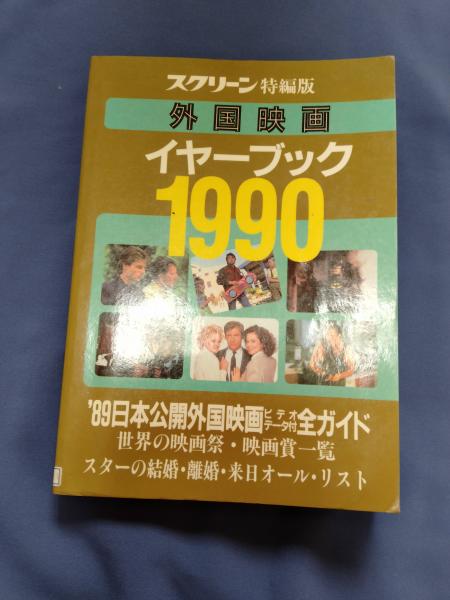 スクリーン特編版
外国映画
イヤーブック
1990
'89日本公開外国映画ビデオデータ付全ガイド
世界の映画祭・映画賞一覧
スターの結婚・離婚・来日オール・リスト